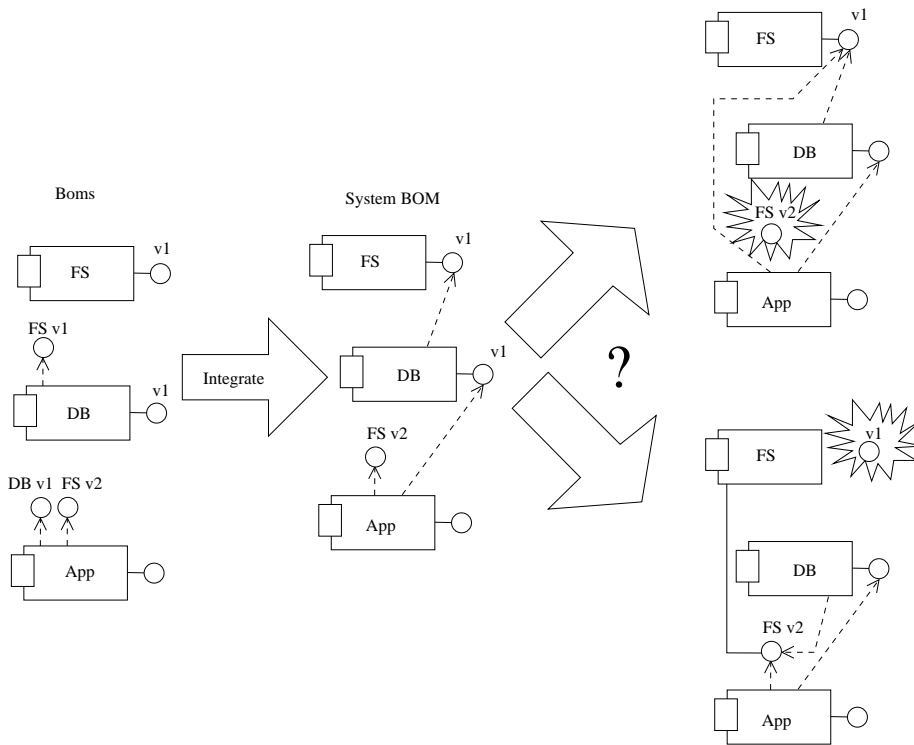 Boms
v1
FS
FS v1
v1
DB
DB v1 FS v2
App
Integrate
System BOM
v1
FS
v1
DB
FS v2
App
?
v1
FS
DB
FS v2
App
v1
FS
DB
FS v2
App